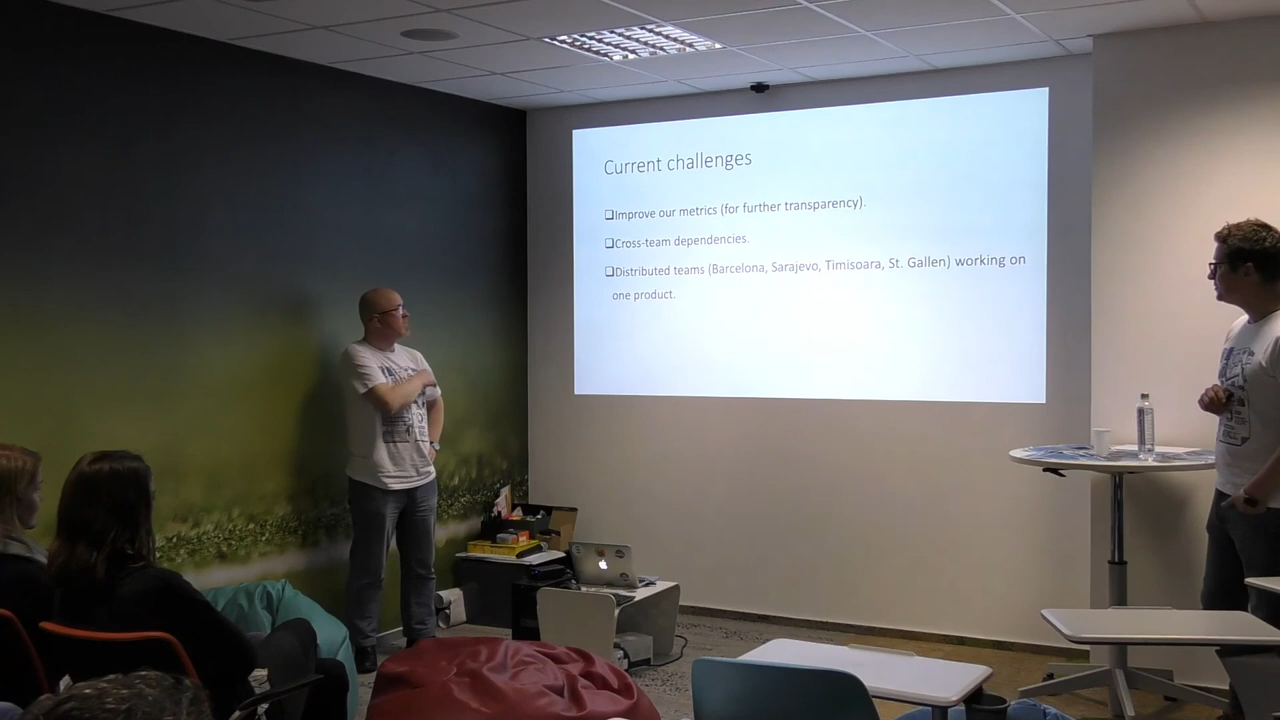 Current challenges
❑Improve our metrics (for further transparency).
❑Cross-team dependencies.
❑Distributed teams (Barcelona, Sarajevo, Timisoara, St. Gallen) working on
one product.